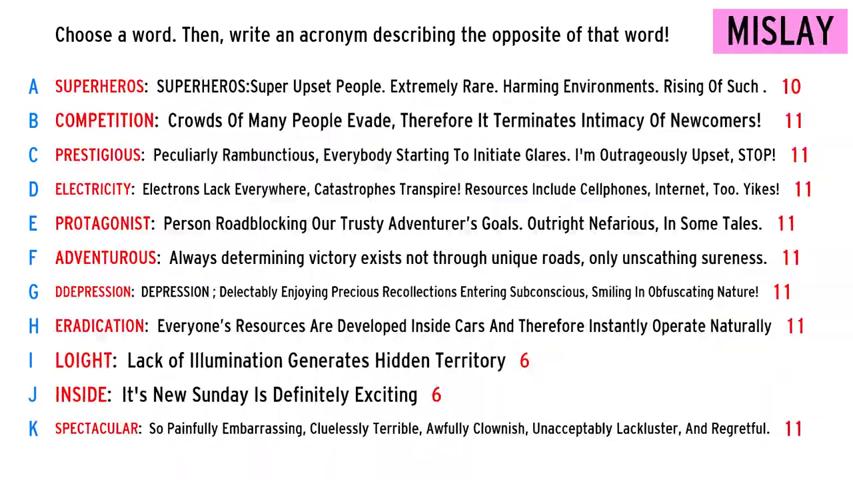 Choose a word. Then, write an acronym describing the opposite of that word!
MISLAY
A SUPERHEROS: SUPERHEROS:Super Upset People. Extremely Rare. Harming Environments. Rising Of Such . 10
B COMPETITION: Crowds Of Many People Evade, Therefore It Terminates Intimacy Of Newcomers! 11
C PRESTIGIOUS: Peculiarly Rambunctious, Everybody Starting To Initiate Glares. I'm Outrageously Upset, STOP! 11
D ELECTRICITY: Electrons Lack Everywhere, Catastrophes Transpire! Resources Include Cellphones, Internet, Too. Yikes! 11
E PROTAGONIST: Person Roadblocking Our Trusty Adventurer's Goals. Outright Nefarious, In Some Tales. 11
F ADVENTUROUS: Always determining victory exists not through unique roads, only unscathing sureness. 11
G DDEPRESSION: DEPRESSION ; Delectably Enjoying Precious Recollections Entering Subconscious, Smiling In Obfuscating Nature! 11
H ERADICATION: Everyone's Resources Are Developed Inside Cars And Therefore Instantly Operate Naturally 11
I LOIGHT: Lack of Illumination Generates Hidden Territory 6
J INSIDE: It's New Sunday Is Definitely Exciting 6
K SPECTACULAR: So Painfully Embarrassing, Cluelessly Terrible, Awfully Clownish, Unacceptably Lackluster, And Regretful. 11